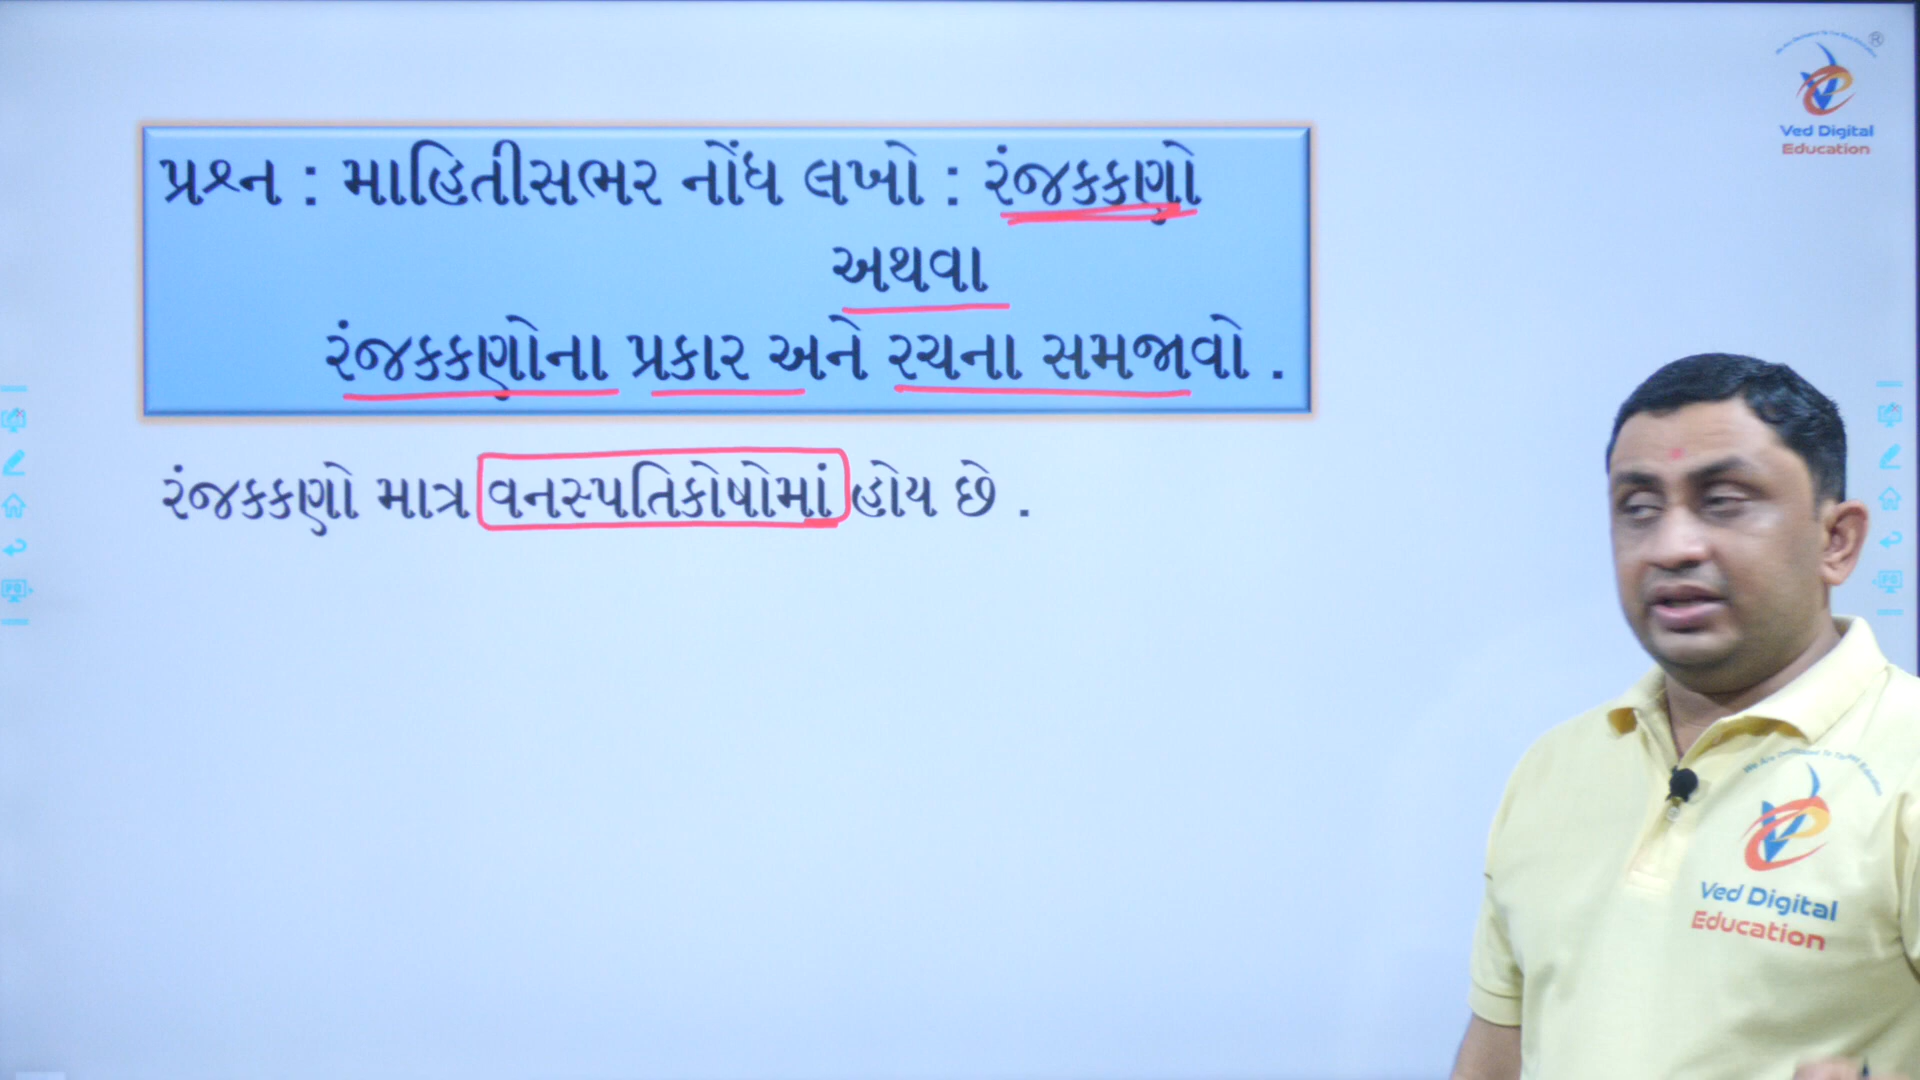 પ્રશ્ન : માહિતીસભર નોંધ લખો : રંજકકણો
અથવા
રંજકકણોના પ્રકાર અને રચના સમજાવો .
રંજકકણો માત્ર વનસ્પતિકોષોમાં હોય છે .
®
Ved Digital
Education
Ved Digital
Education